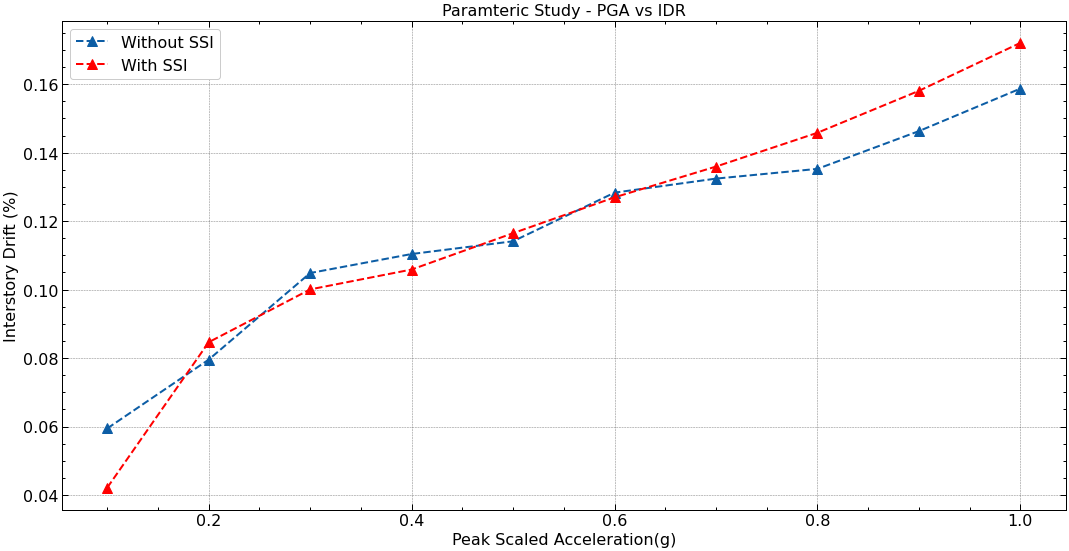 Paramteric Study - PGA vs IDR
Without SSI
With SSI
0.16
0.14
0.12
0.10
0.08
0.06
0.04
Interstory Drift (%)
0.2 0.4 0.6 0.8 1.0
Peak Scaled Acceleration(g)